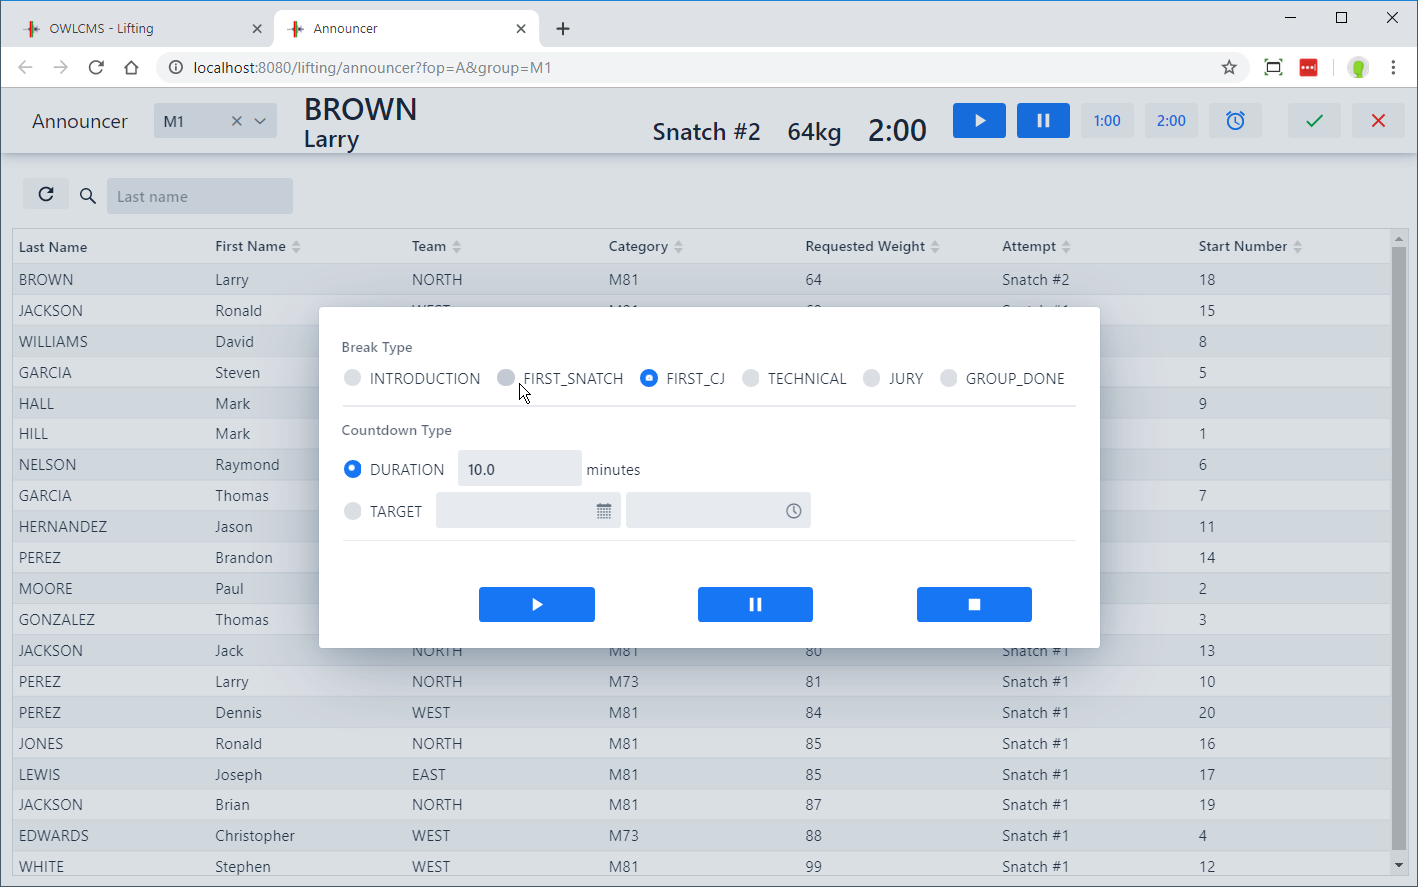 OWLCMS - Lifting
Announcer
localhost:8080/lifting/announcer?fop=A&group=M1
Announcer
M1
BROWN
Larry
Snatch #2
64kg
2:00
1:00
2:00
Last name
Last Name First Name Team Category Requested Weight Attempt Start Number
BROWN Larry NORTH M81 64 Snatch #2 18
JACKSON Ronald 15
WILLIAMS David 8
GARCIA Steven 5
HALL Mark 9
HILL Mark 1
NELSON Raymond 6
GARCIA Thomas 7
HERNANDEZ Jason 11
PEREZ Brandon 14
MOORE Paul 2
GONZALEZ Thomas 3
JACKSON Jack NORTH M81 80 Snatch #1 13
PEREZ Larry NORTH M73 81 Snatch #1 10
PEREZ Dennis WEST M81 84 Snatch #1 20
JONES Ronald NORTH M81 85 Snatch #1 16
LEWIS Joseph EAST M81 85 Snatch #1 17
JACKSON Brian NORTH M81 87 Snatch #1 19
EDWARDS Christopher WEST M73 88 Snatch #1 4
WHITE Stephen WEST M81 99 Snatch #1 12
Break Type
INTRODUCTION FIRST_SNATCH FIRST_CJ TECHNICAL JURY GROUP_DONE
Countdown Type
DURATION 10.0 minutes
TARGET